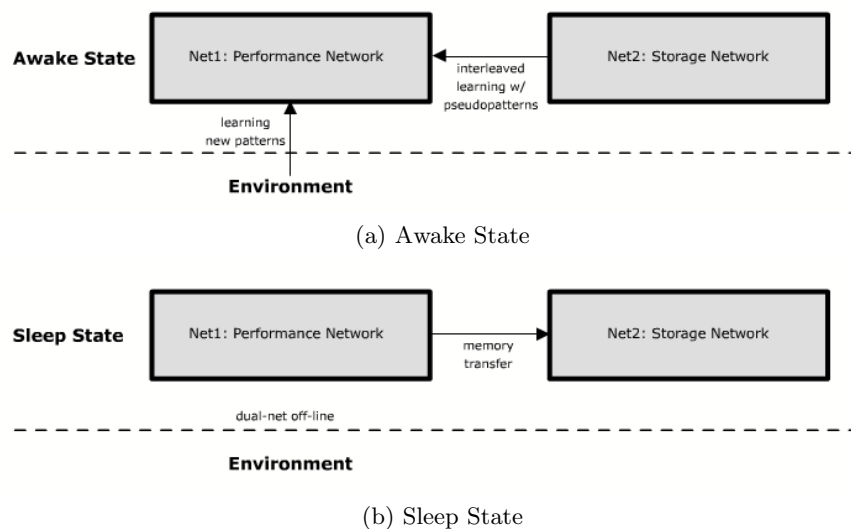 Awake State
Net1: Performance Network
Net2: Storage Network
interleaved
learning w/
pseudopatterns
learning
new patterns
Environment
(a) Awake State
Sleep State
Net1: Performance Network
Net2: Storage Network
memory
transfer
dual-net off-line
Environment
(b) Sleep State